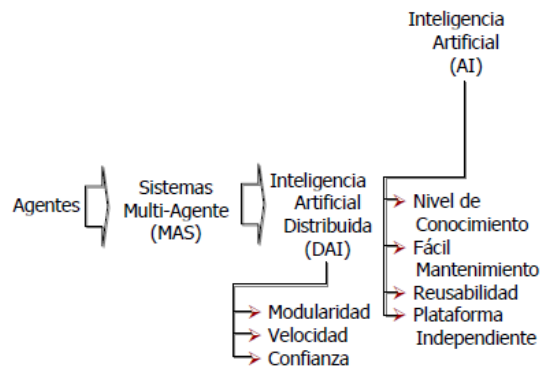 Inteligencia
Artificial
(AI)
Agentes
Sistemas
Multi-Agente
(MAS)
Inteligencia
Artificial
Distribuida
(DAI)
Nivel de
Conocimiento
Fácil
Mantenimiento
Reusabilidad
Plataforma
Independiente
Modularidad
Velocidad
Confianza